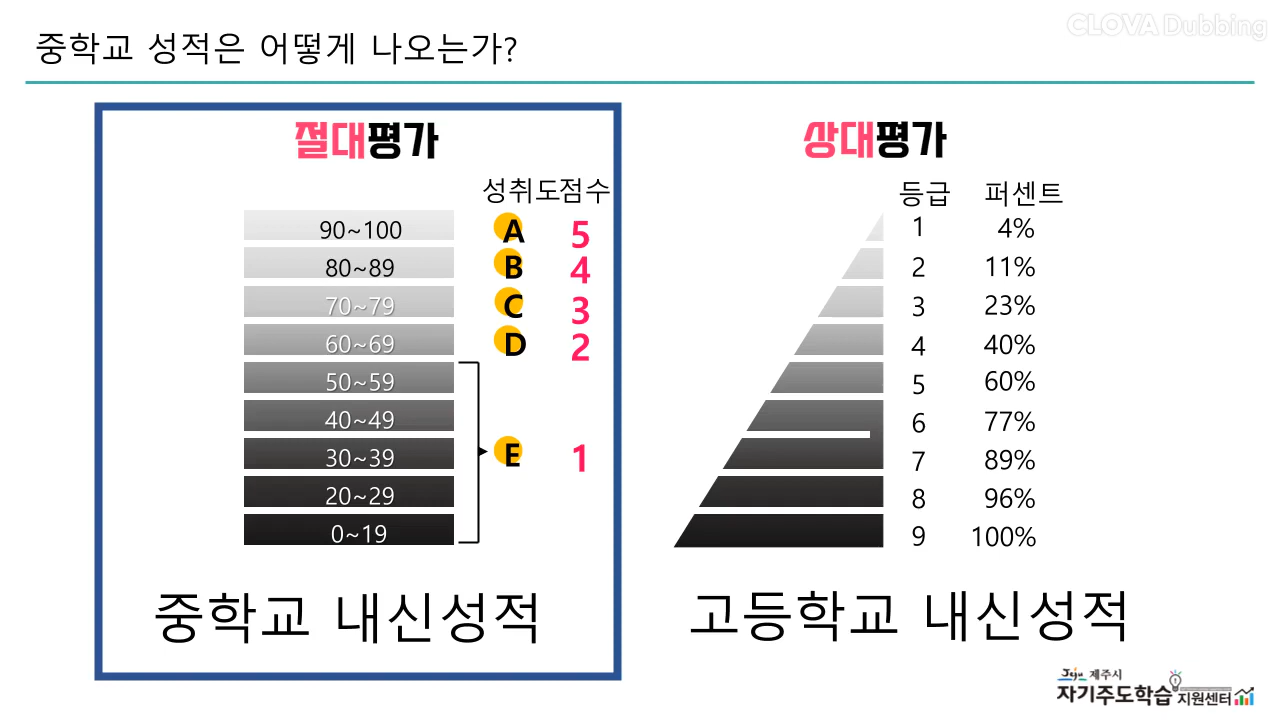 CLOVA Dubbing
중학교 성적은 어떻게 나오는가?
절대평가
성취도점수
90~100 A 5
80~89 B 4
70~79 C 3
60~69 D 2
50~59
40~49
30~39 E 1
20~29
0~19
중학교 내신성적
상대평가
등급 퍼센트
1 4%
2 11%
3 23%
4 40%
5 60%
6 77%
7 89%
8 96%
9 100%
고등학교 내신성적
Jeju 제주시
자기주도학습 지원센터